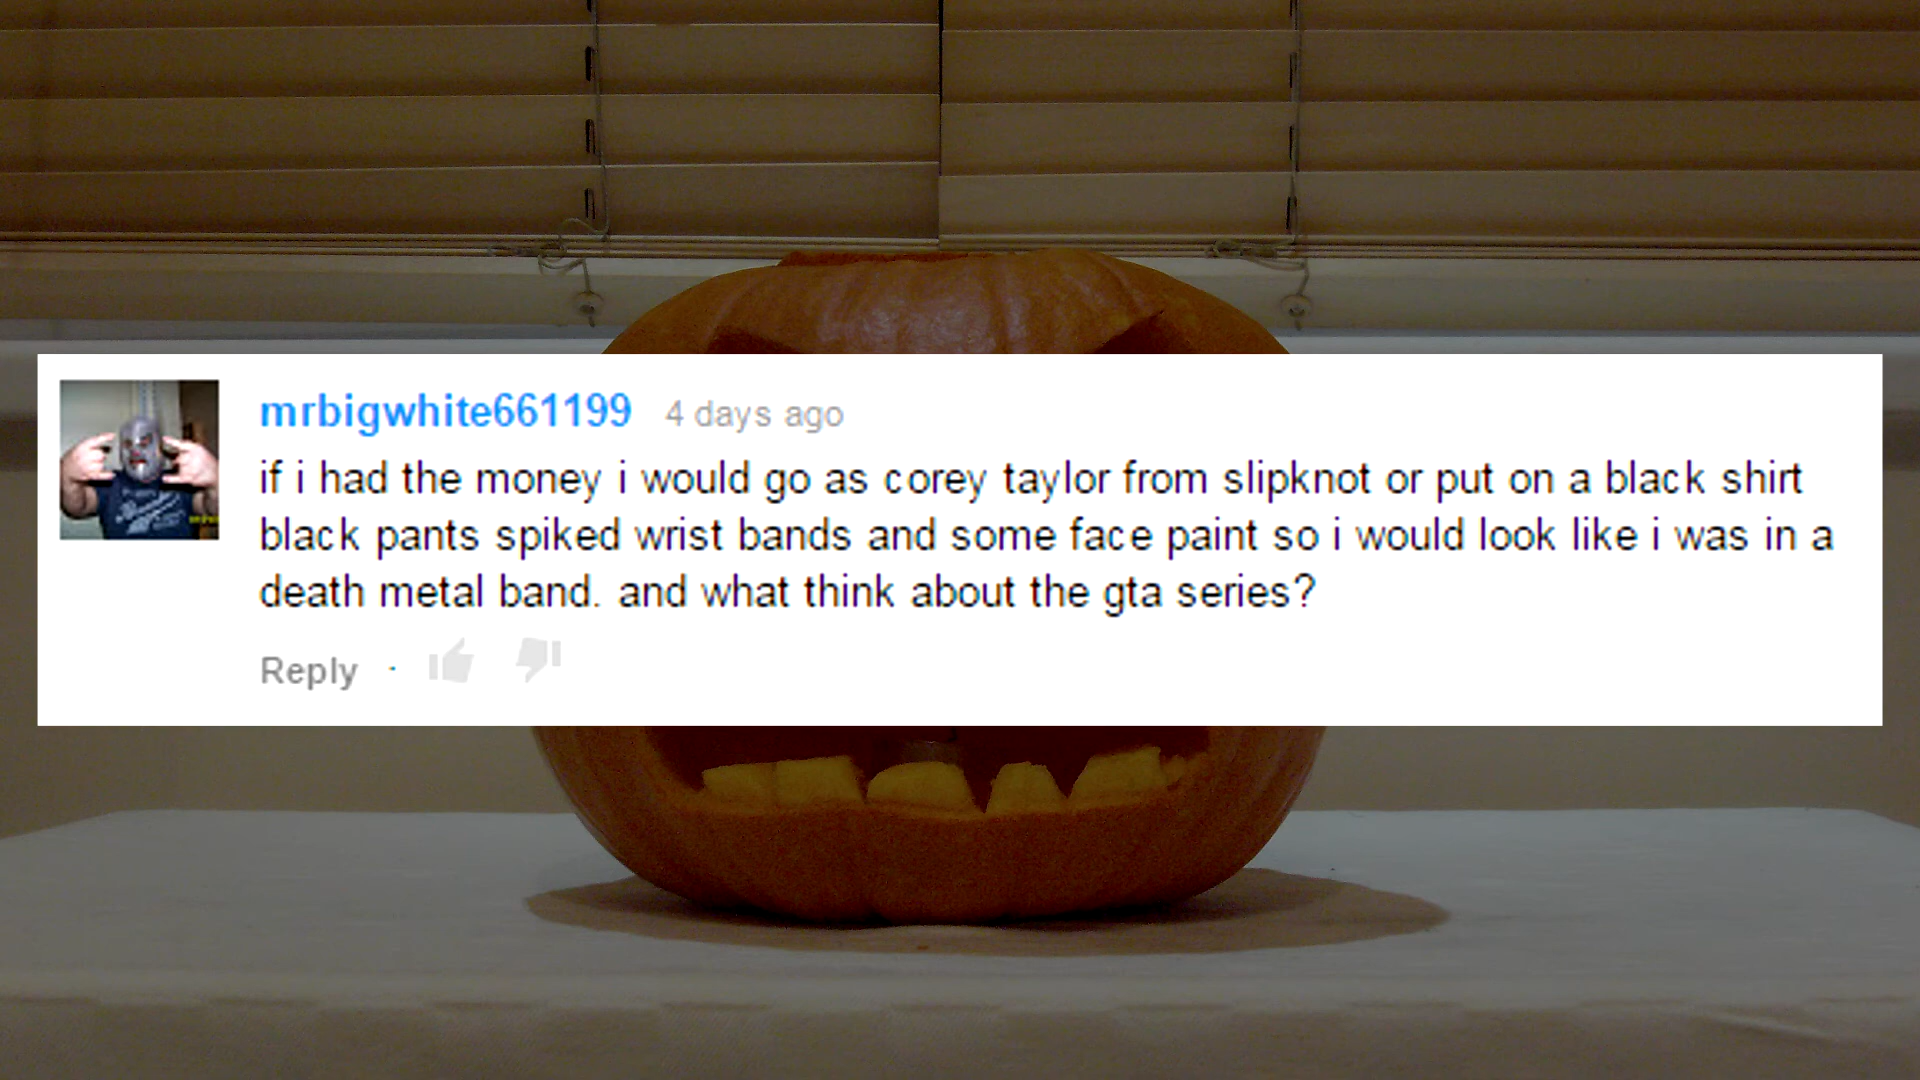 mrbigwhite661199 4 days ago
if i had the money i would go as corey taylor from slipknot or put on a black shirt
black pants spiked wrist bands and some face paint so i would look like i was in a
death metal band. and what think about the gta series?
Reply ·